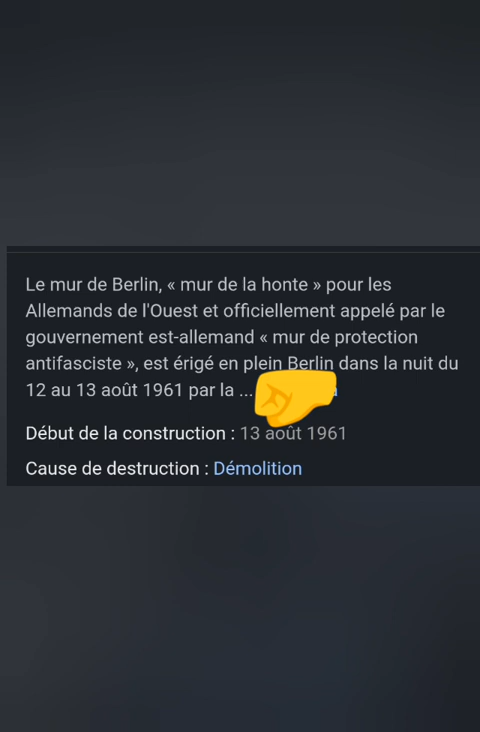 Le mur de Berlin, « mur de la honte » pour les
Allemands de l'Ouest et officiellement appelé par le
gouvernement est-allemand « mur de protection
antifasciste », est érigé en plein Berlin dans la nuit du
12 au 13 août 1961 par la ...
Début de la construction : 13 août 1961
Cause de destruction : Démolition